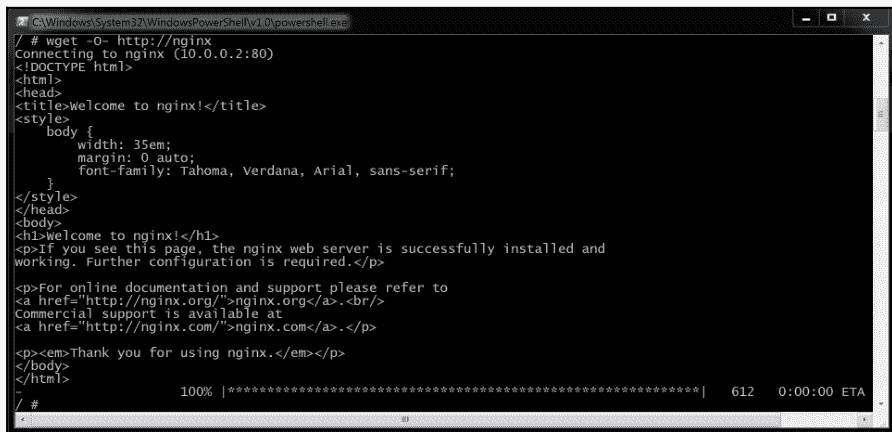 C:\Windows\System32\WindowsPowerShell\v1.0\powershell.exe
/ # wget -O- http://nginx
Connecting to nginx (10.0.0.2:80)
<!DOCTYPE html>
<html>
<head>
<title>Welcome to nginx!</title>
<style>
    body {
        width: 35em;
        margin: 0 auto;
        font-family: Tahoma, Verdana, Arial, sans-serif;
    }
</style>
</head>
<body>
<h1>Welcome to nginx!</h1>
<p>If you see this page, the nginx web server is successfully installed and
working. Further configuration is required.</p>

<p>For online documentation and support please refer to
<a href="http://nginx.org/">nginx.org</a>.<br/>
Commercial support is available at
<a href="http://nginx.com/">nginx.com</a>.</p>

<p><em>Thank you for using nginx.</em></p>
</body>
</html>
-                    100% |*************************************************************|   612   0:00:00 ETA
/ #